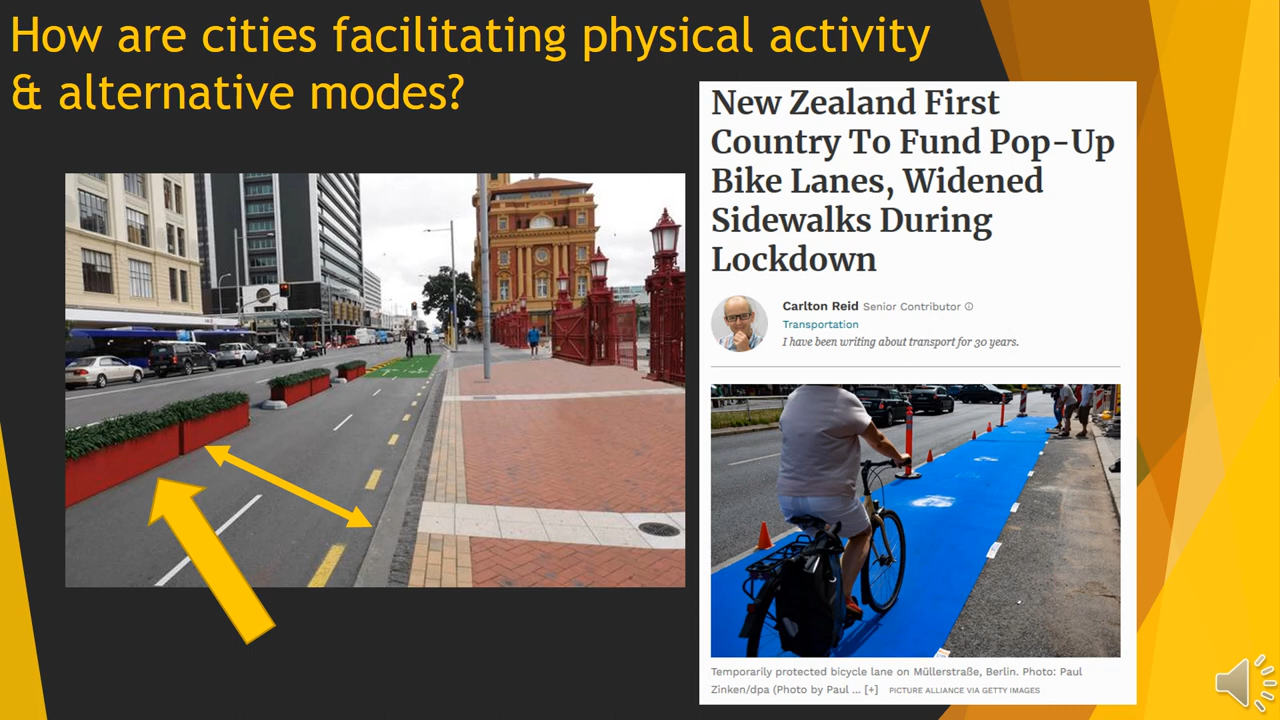 How are cities facilitating physical activity
& alternative modes?
New Zealand First
Country To Fund Pop-Up
Bike Lanes, Widened
Sidewalks During
Lockdown
Carlton Reid Senior Contributor
Transportation
I have been writing about transport for 30 years.
Temporarily protected bicycle lane on Müllerstraße, Berlin. Photo: Paul
Zinken/dpa (Photo by Paul ... [+] PICTURE ALLIANCE VIA GETTY IMAGES